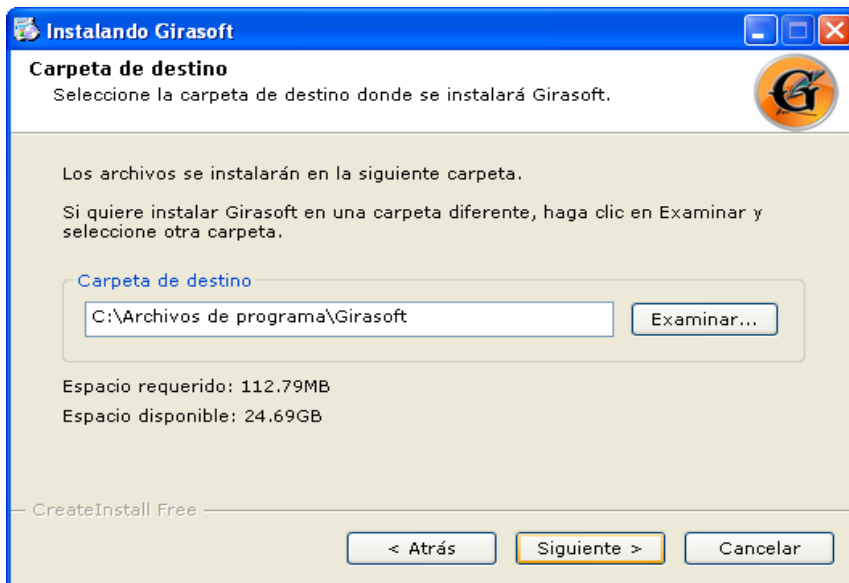 Instalando Girasoft
Carpeta de destino
Seleccione la carpeta de destino donde se instalará Girasoft.
G
Los archivos se instalarán en la siguiente carpeta.
Si quiere instalar Girasoft en una carpeta diferente, haga clic en Examinar y
seleccione otra carpeta.
Carpeta de destino
C:\Archivos de programa\Girasoft
Examinar...
Espacio requerido: 112.79MB
Espacio disponible: 24.69GB
CreateInstall Free
< Atrás
Siguiente >
Cancelar